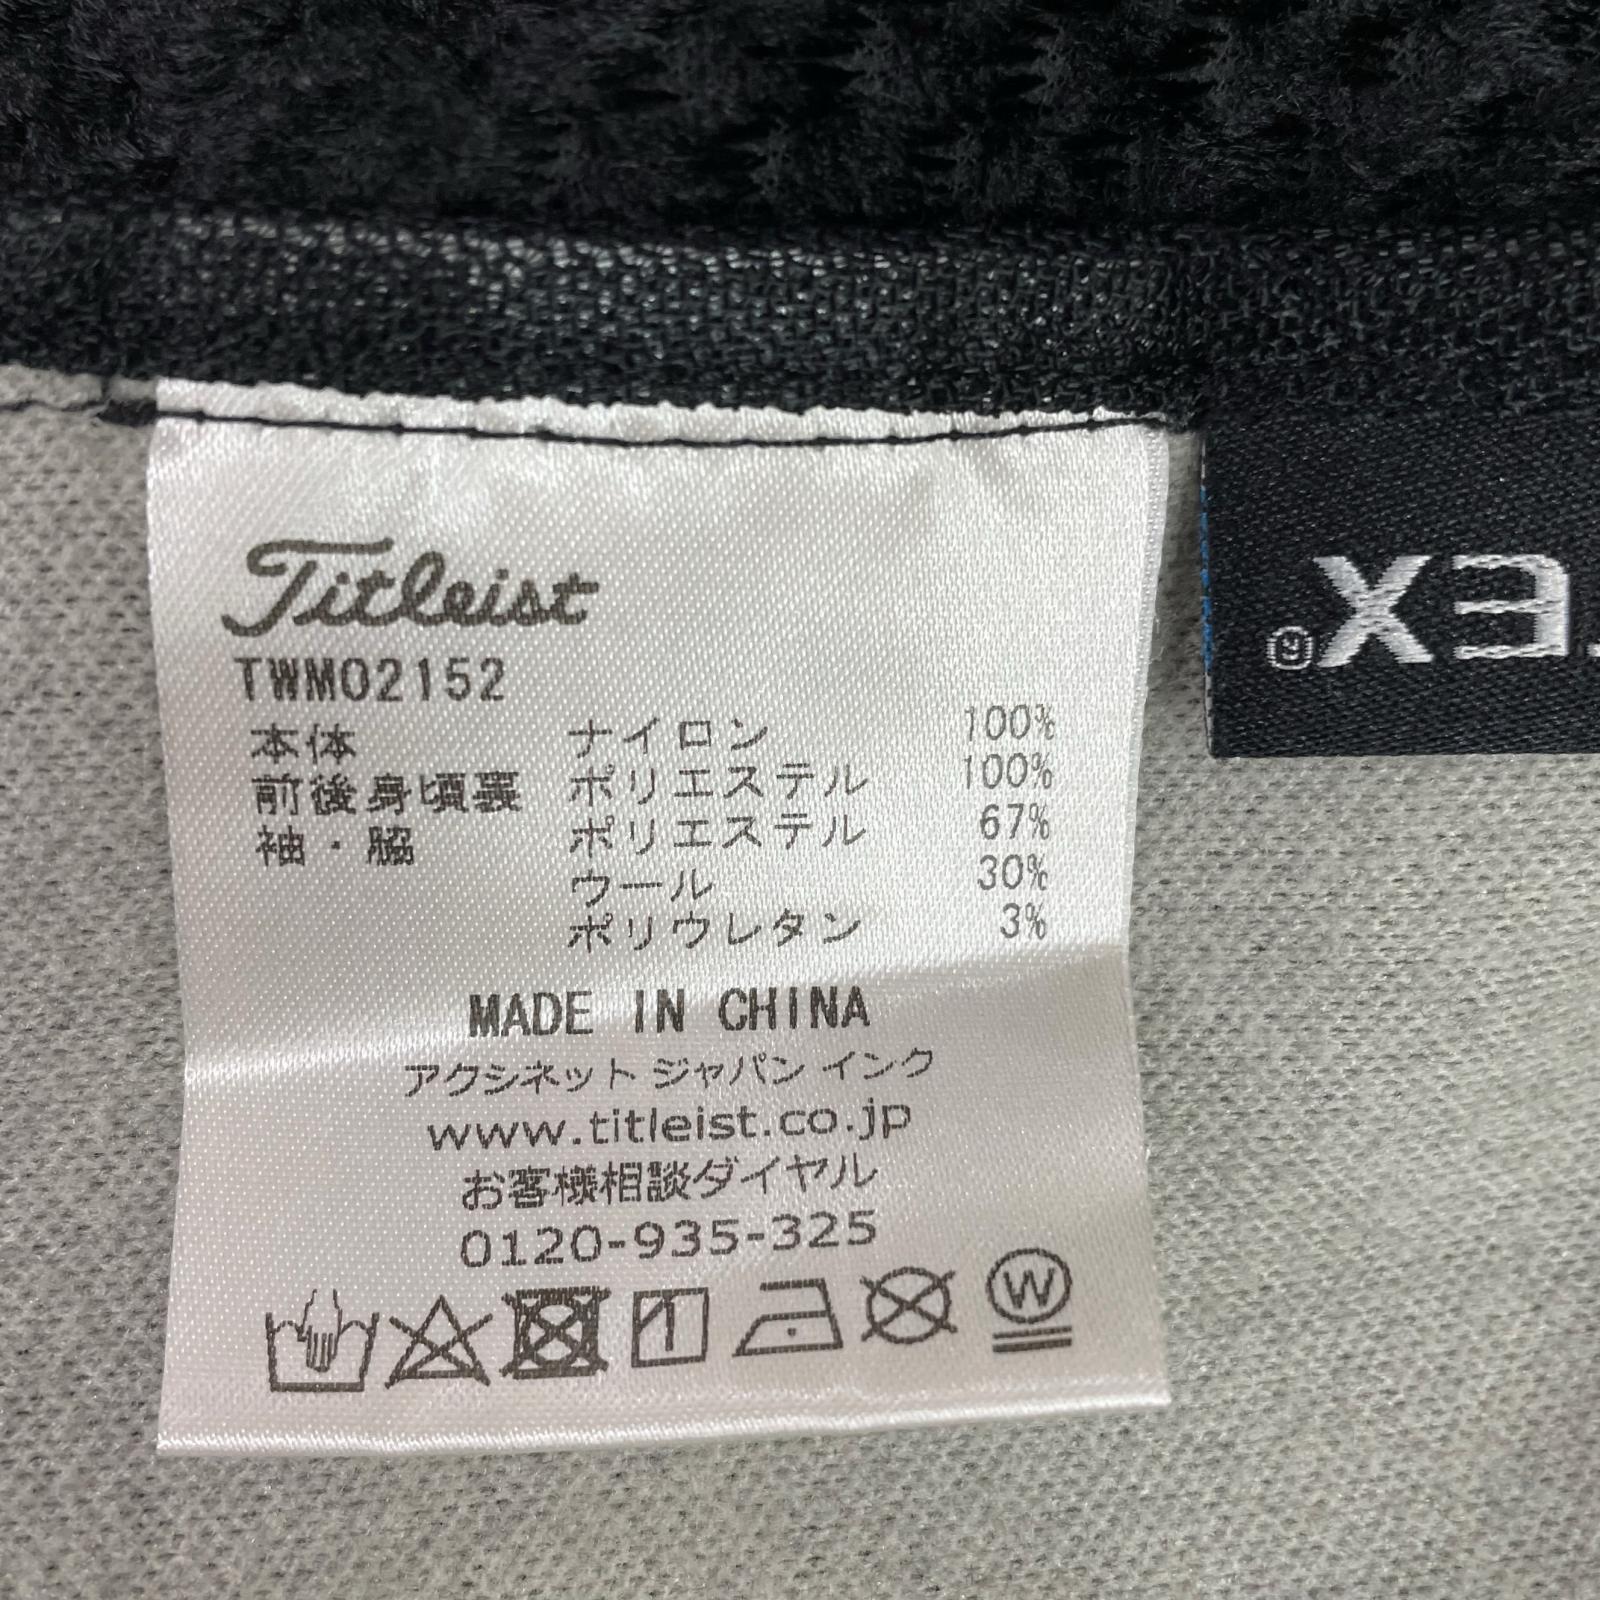 Titleist
TWMO2152
本体 ナイロン 100%
前後身頃裏 ポリエステル 100%
袖・脇 ポリエステル 67%
ウール 30%
ポリウレタン 3%
MADE IN CHINA
アクシネット ジャパン インク
www.titleist.co.jp
お客様相談ダイヤル
0120-935-325
W